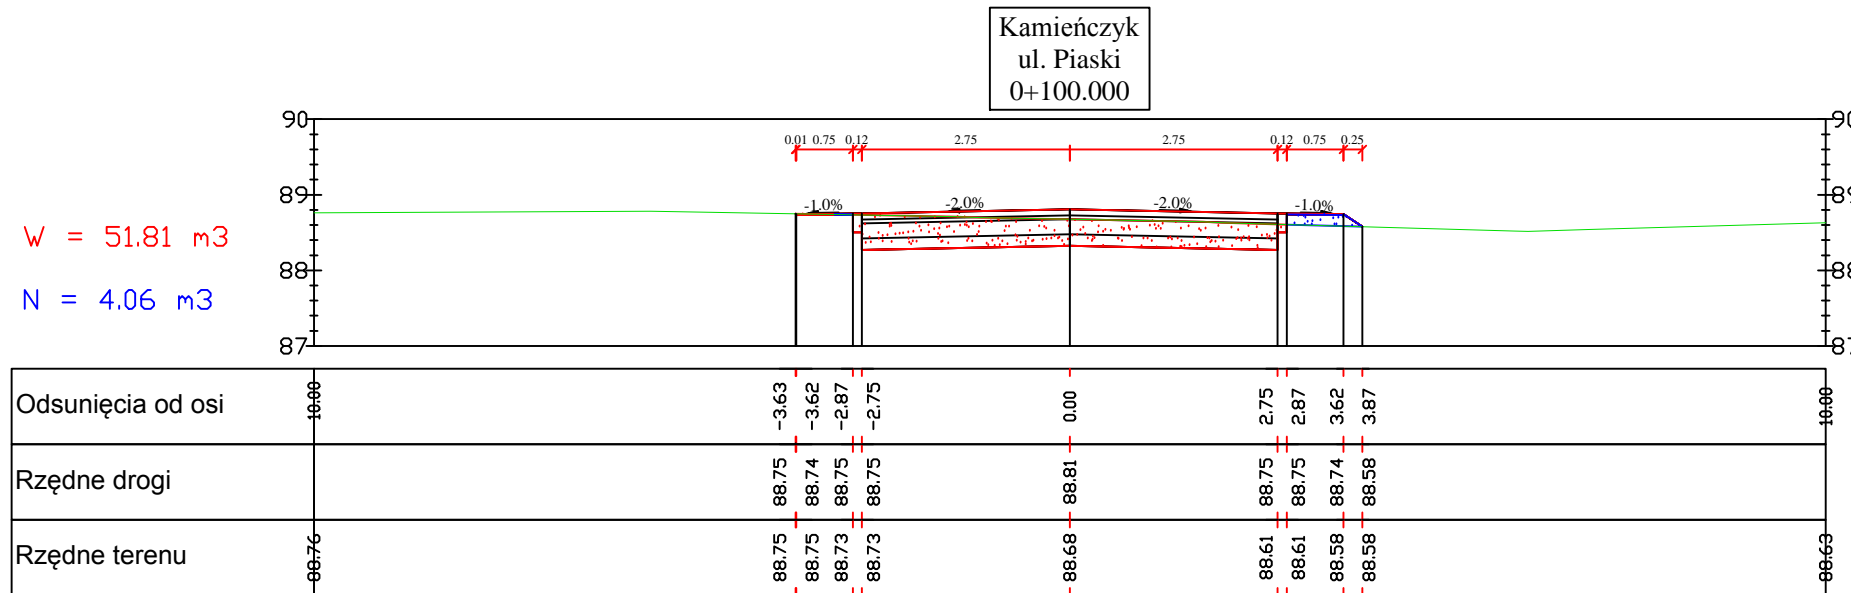 Kamieńczyk
ul. Piaski
0+100.000
90 90
0.01 0.75 0.12 2.75 2.75 0.12 0.75 0.25
89 89
-1.0% -2.0% -2.0% -1.0%
W = 51.81 m3
88 88
N = 4.06 m3
87 87
Odsunięcia od osi 10.00 -3.63 -3.62 -2.87 -2.75 0.00 2.75 2.87 3.62 3.87 10.00
Rzędne drogi 88.75 88.74 88.75 88.75 88.81 88.75 88.75 88.74 88.58
Rzędne terenu 88.76 88.75 88.75 88.73 88.73 88.68 88.61 88.61 88.58 88.58 88.63